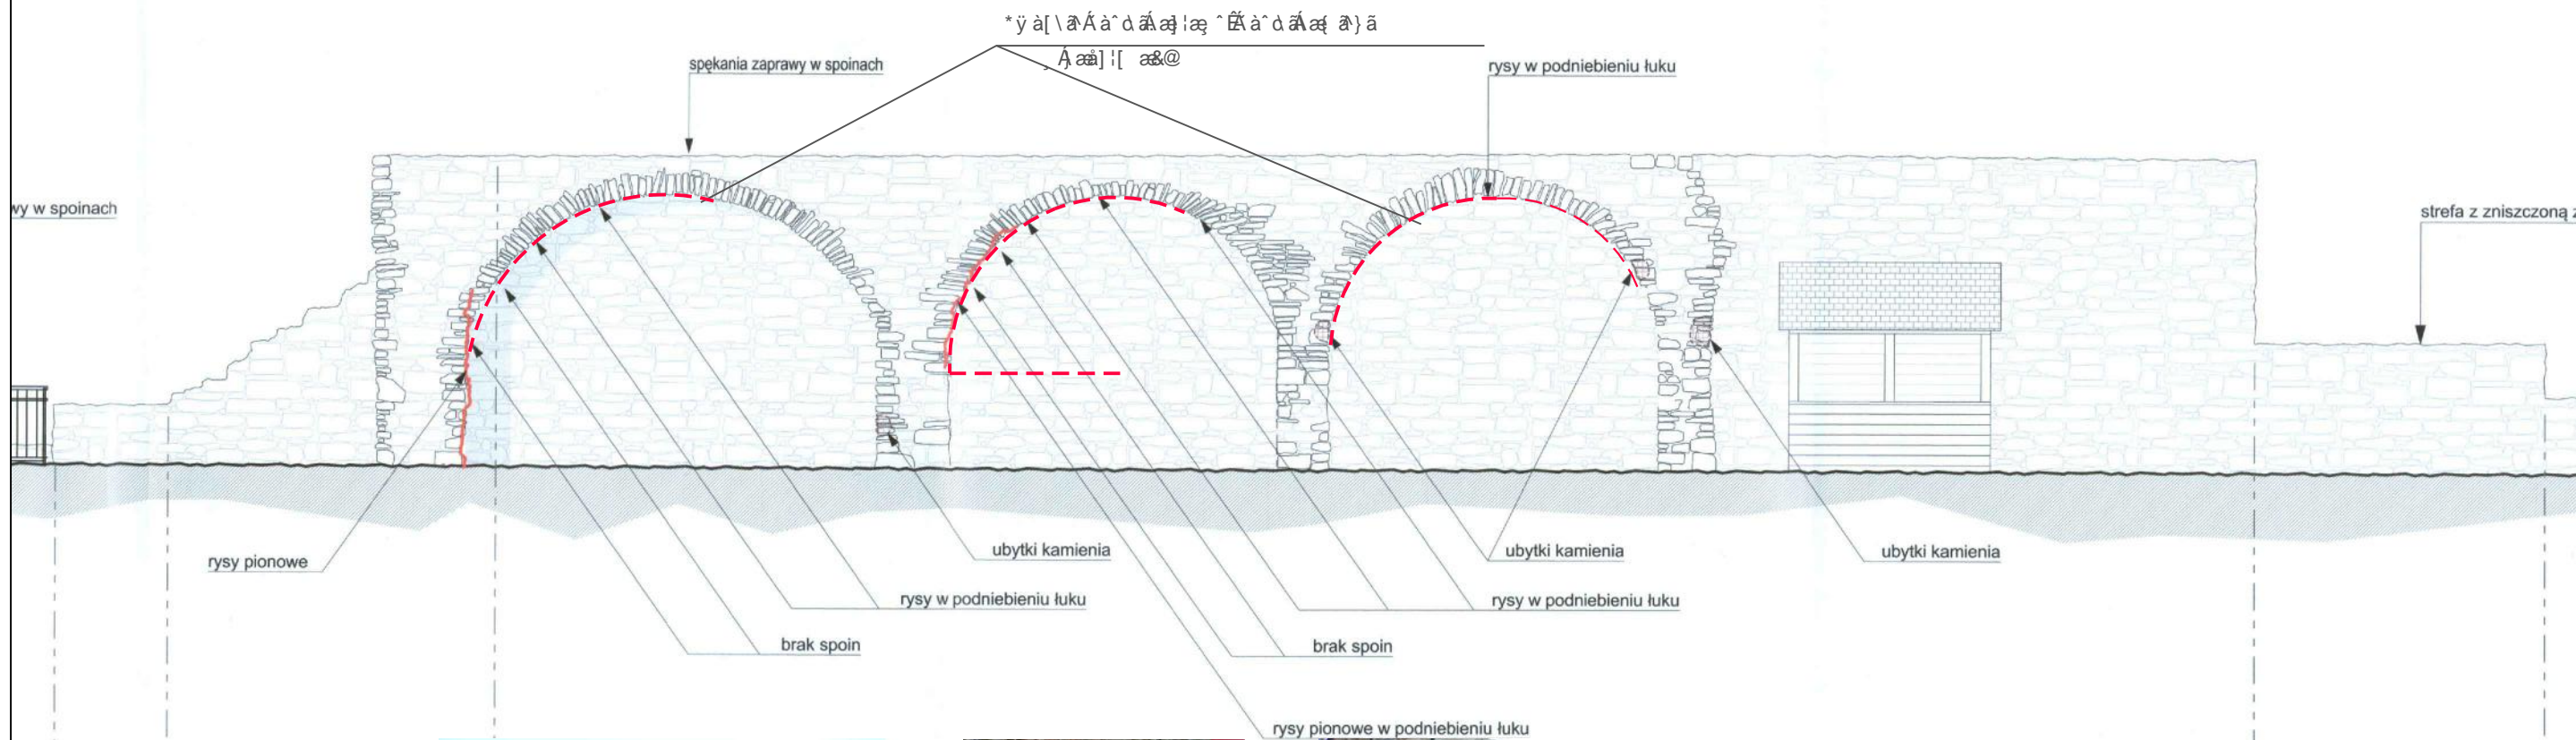 spękania zaprawy w spoinach
rysy w podniebieniu łuku
wy w spoinach
strefa z zniszczoną
rysy pionowe
ubytki kamienia
ubytki kamienia
ubytki kamienia
rysy w podniebieniu łuku
rysy w podniebieniu łuku
brak spoin
brak spoin
rysy pionowe w podniebieniu łuku